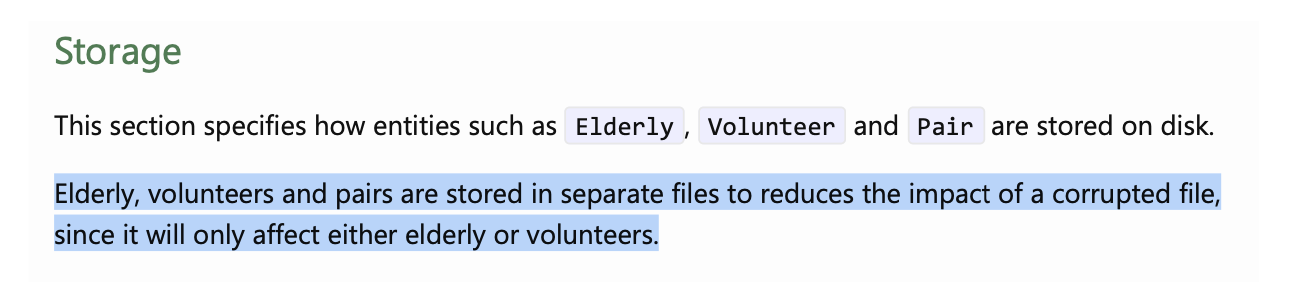 Storage
This section specifies how entities such as Elderly, Volunteer and Pair are stored on disk.
Elderly, volunteers and pairs are stored in separate files to reduces the impact of a corrupted file,
since it will only affect either elderly or volunteers.